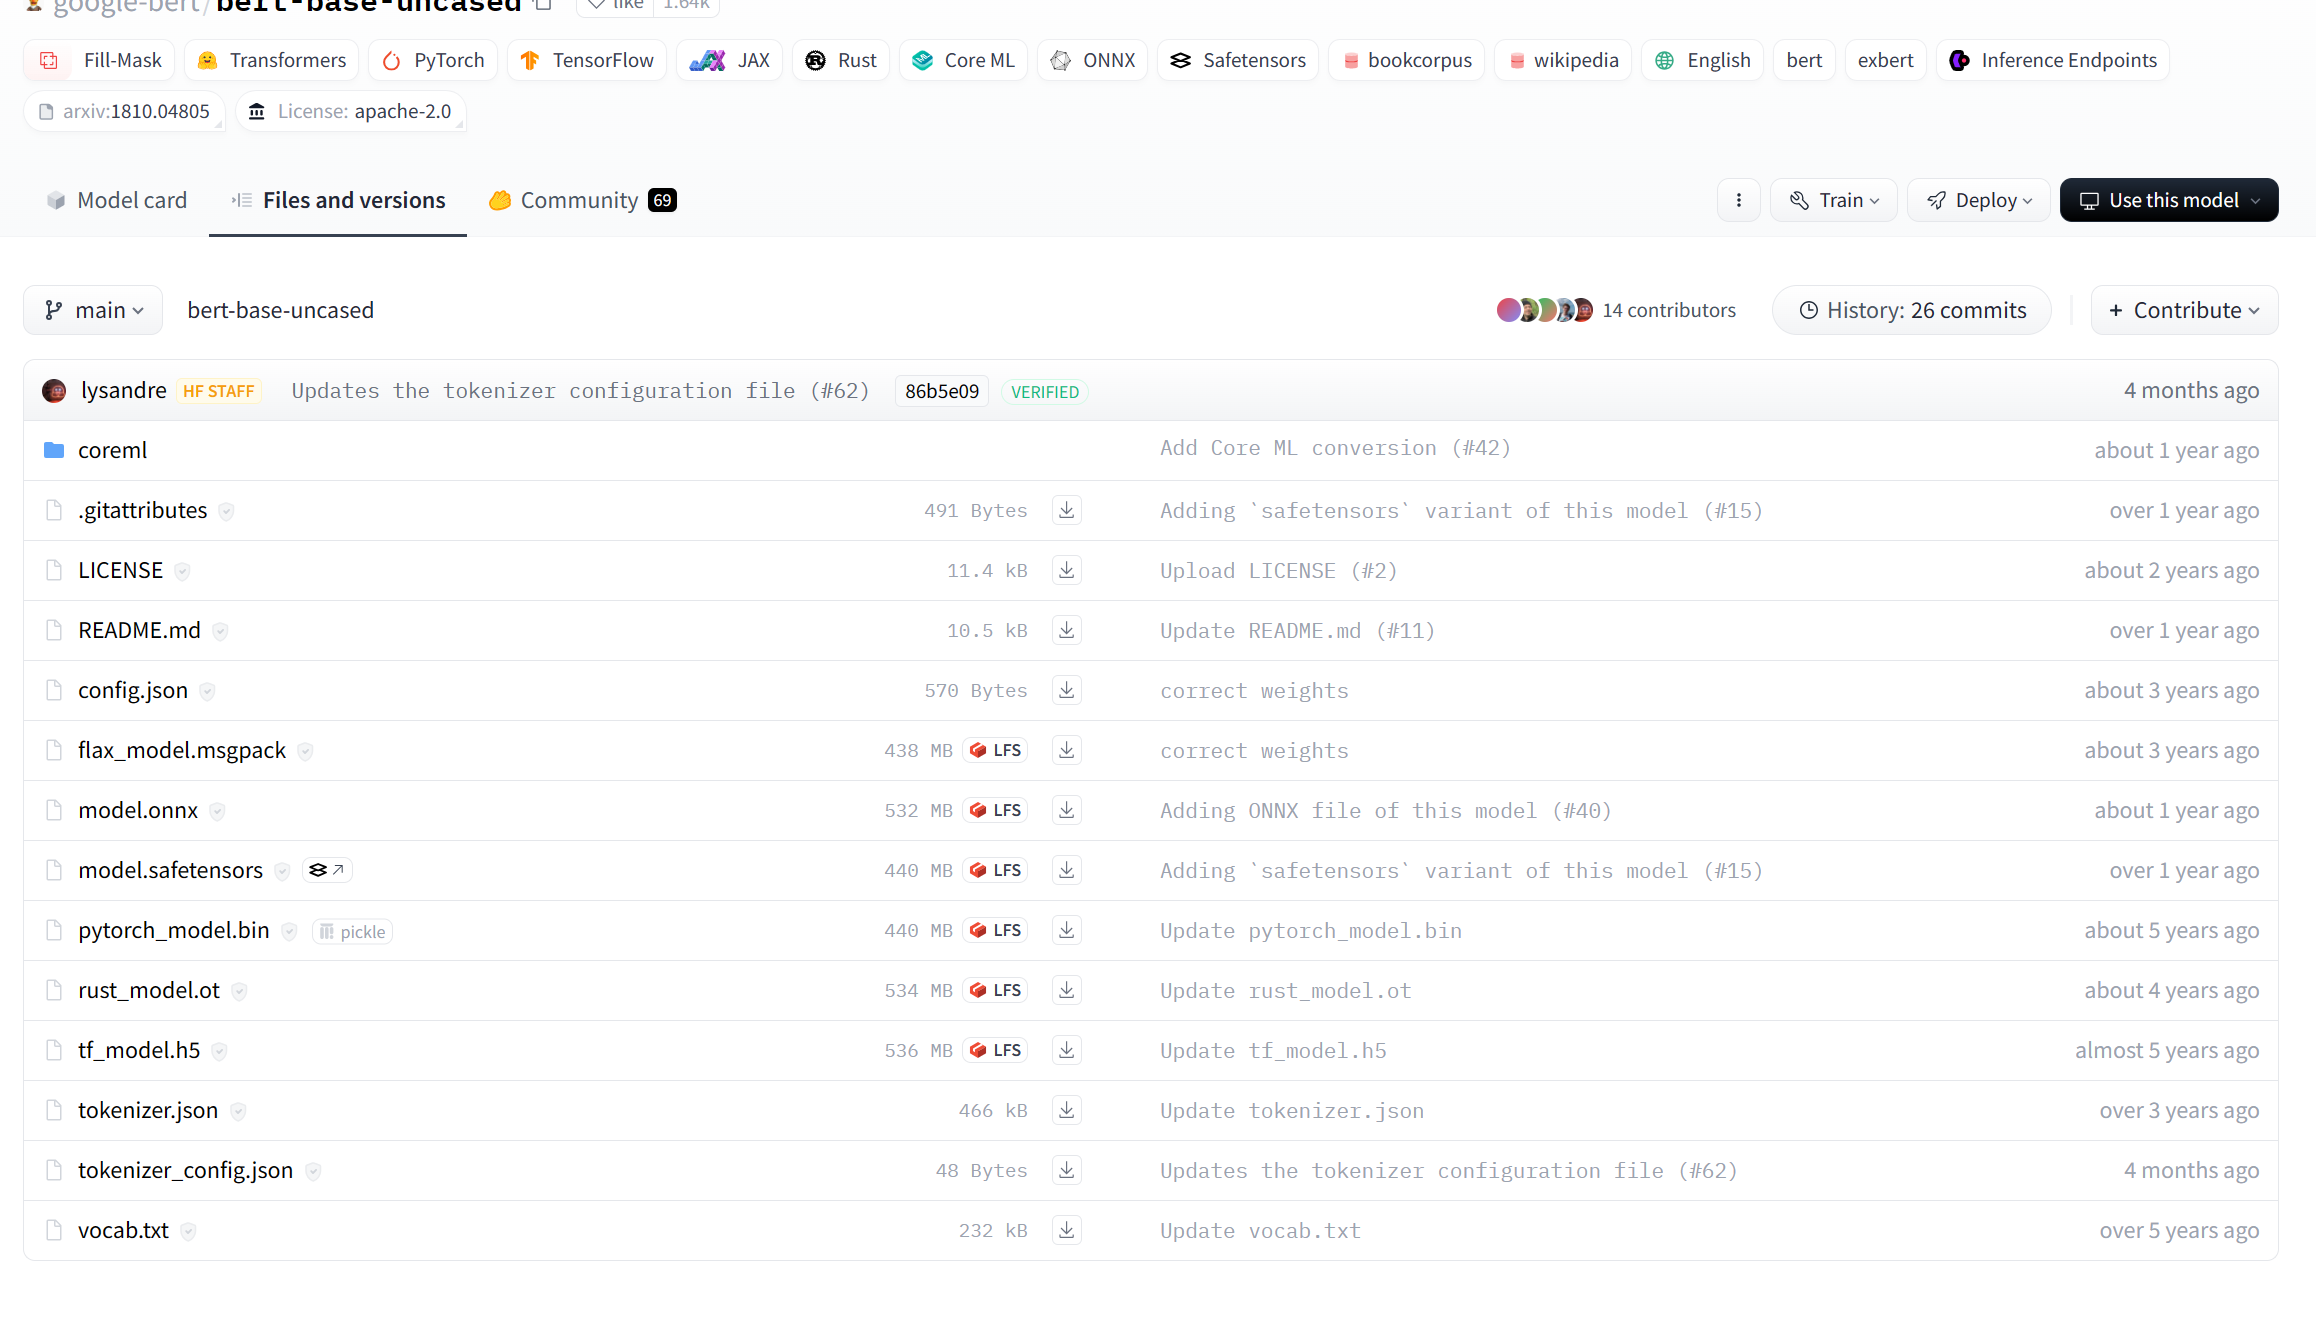 google-bert/bert-base-uncased like 1.64k
Fill-Mask Transformers PyTorch TensorFlow JAX Rust Core ML ONNX Safetensors bookcorpus wikipedia English bert exbert Inference Endpoints
arxiv:1810.04805 License: apache-2.0
Model card Files and versions Community 69 Train Deploy Use this model
main bert-base-uncased 14 contributors History: 26 commits + Contribute
lysandre HF STAFF Updates the tokenizer configuration file (#62) 86b5e09 VERIFIED 4 months ago
coreml Add Core ML conversion (#42) about 1 year ago
.gitattributes 491 Bytes Adding `safetensors` variant of this model (#15) over 1 year ago
LICENSE 11.4 kB Upload LICENSE (#2) about 2 years ago
README.md 10.5 kB Update README.md (#11) over 1 year ago
config.json 570 Bytes correct weights about 3 years ago
flax_model.msgpack 438 MB LFS correct weights about 3 years ago
model.onnx 532 MB LFS Adding ONNX file of this model (#40) about 1 year ago
model.safetensors 440 MB LFS Adding `safetensors` variant of this model (#15) over 1 year ago
pytorch_model.bin pickle 440 MB LFS Update pytorch_model.bin about 5 years ago
rust_model.ot 534 MB LFS Update rust_model.ot about 4 years ago
tf_model.h5 536 MB LFS Update tf_model.h5 almost 5 years ago
tokenizer.json 466 kB Update tokenizer.json over 3 years ago
tokenizer_config.json 48 Bytes Updates the tokenizer configuration file (#62) 4 months ago
vocab.txt 232 kB Update vocab.txt over 5 years ago